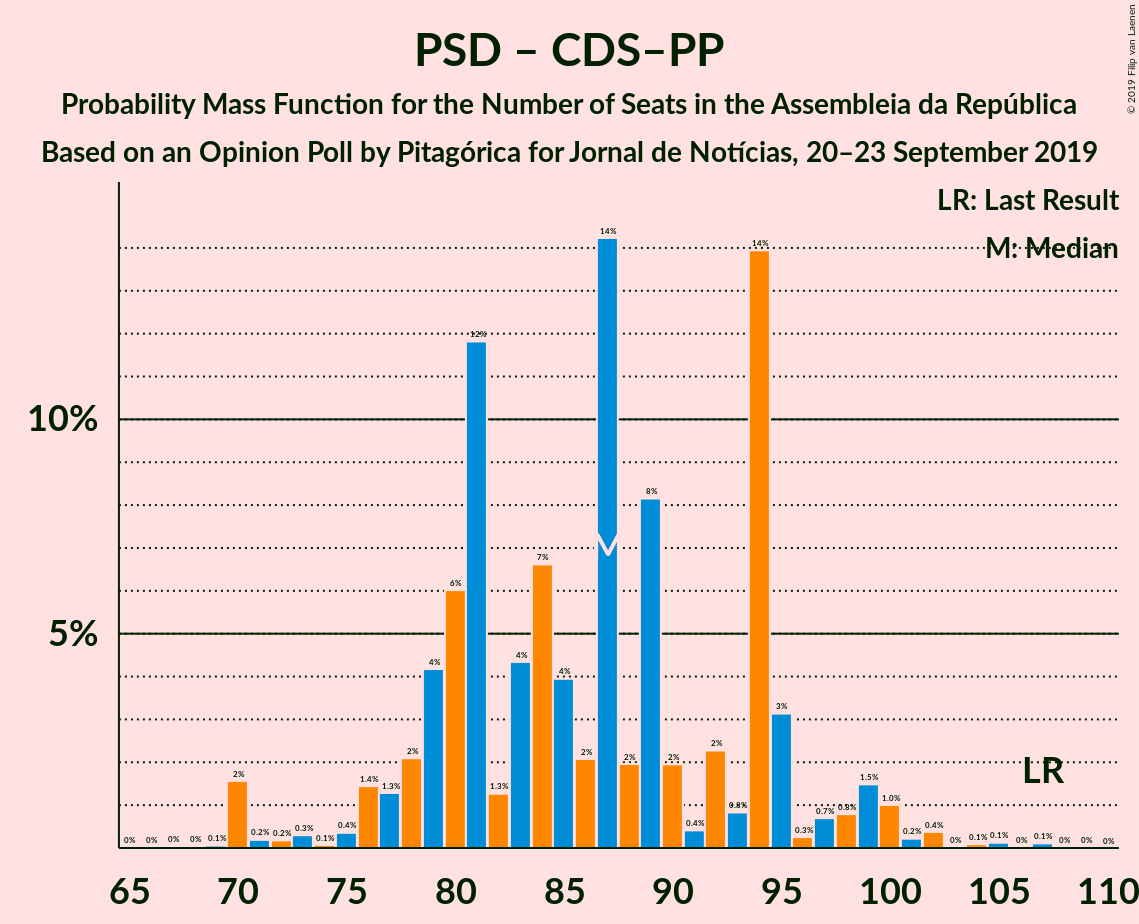 PSD – CDS–PP
Probability Mass Function for the Number of Seats in the Assembleia da República
Based on an Opinion Poll by Pitagórica for Jornal de Notícias, 20–23 September 2019
© 2019 Filip van Laenen
LR: Last Result
M: Median
10%
5%
0% 0% 0% 0% 0.1% 2% 0.2% 0.2% 0.3% 0.1% 0.4% 1.4% 1.3% 2% 4% 6% 12% 1.3% 4% 7% 4% 2% 14% 2% 8% 2% 0.4% 2% 0.8% 14% 3% 0.3% 0.7% 0.8% 1.5% 1.0% 0.2% 0.4% 0% 0.1% 0.1% 0% 0.1% 0% 0% 0%
LR
65 70 75 80 85 90 95 100 105 110